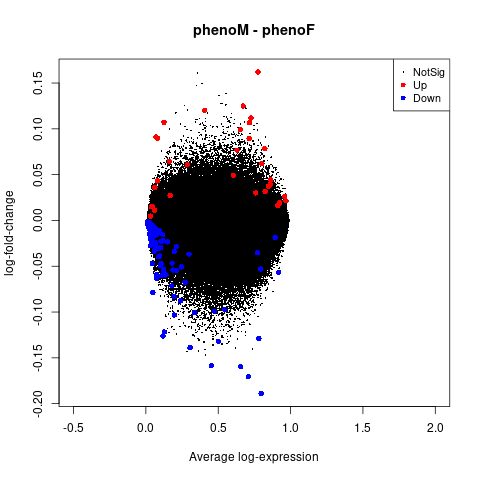 phenoM - phenoF
NotSig
Up
Down
log-fold-change
0.15
0.10
0.05
0.00
-0.05
-0.10
-0.15
-0.20
-0.5
0.0
0.5
1.0
1.5
2.0
Average log-expression